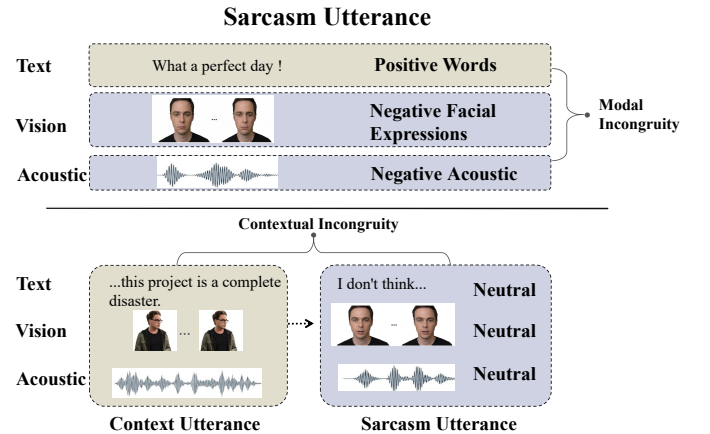 Sarcasm Utterance
Text What a perfect day ! Positive Words
Vision ... Negative Facial
Expressions
Modal
Incongruity
Acoustic Negative Acoustic
Contextual Incongruity
Text ...this project is a complete
disaster.
I don't think... Neutral
Vision ... ... Neutral
Acoustic Neutral
Context Utterance Sarcasm Utterance